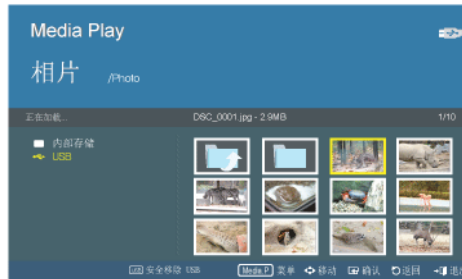 Media Play
相片 /Photo
正在加载... DSC_0001.jpg - 2.9MB 1/10
内部存储
USB
安全移除 USB Media.P 菜单 移动 确认 返回